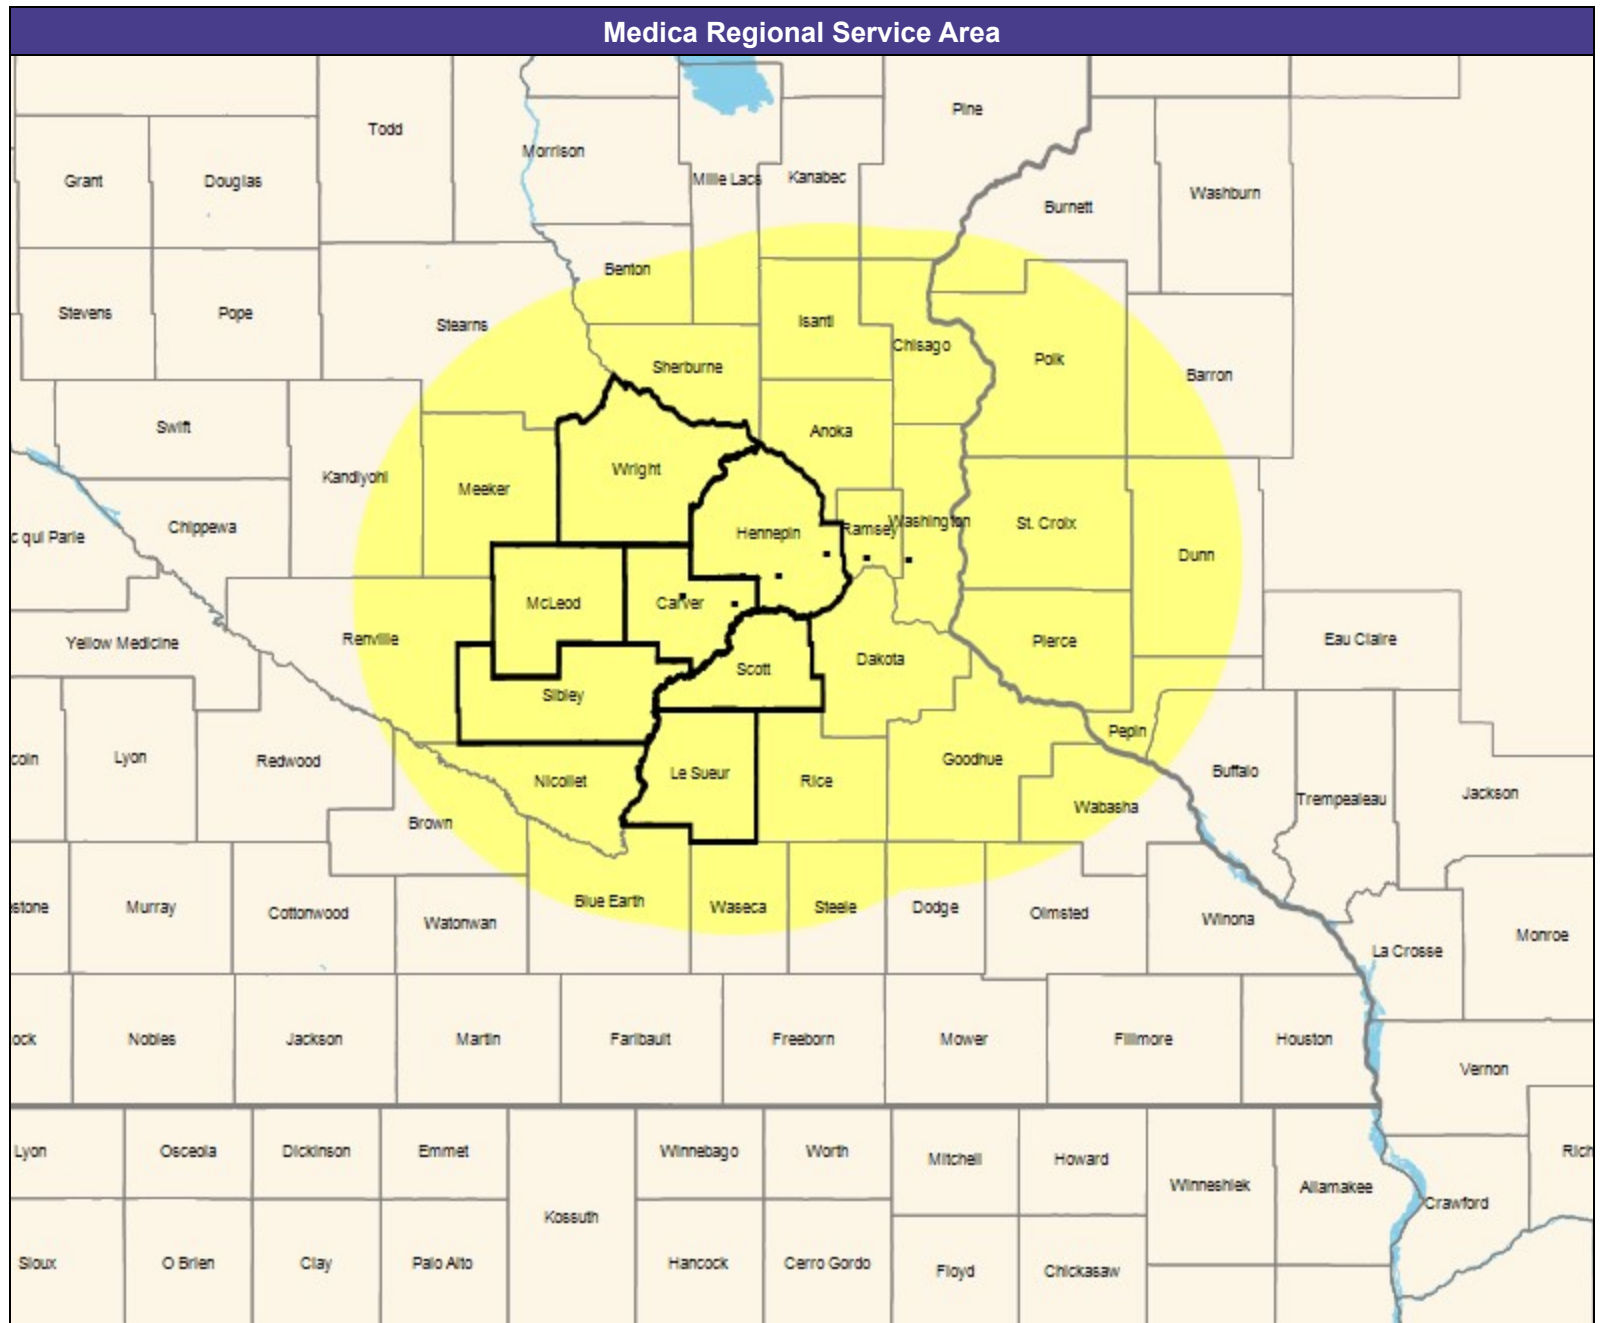 Medica Regional Service Area
Pine
Todd
Morrison
Mille Lacs
Kanabec
Grant
Douglas
Washburn
Burnett
Benton
Stevens
Pope
Stearns
Isanti
Chisago
Polk
Sherburne
Barron
Swift
Anoka
Wright
Kandiyohi
Meeker
Chippewa
Hennepin
Ramsey
Washington
St. Croix
c qui Parle
Dunn
McLeod
Carver
Renville
Yellow Medicine
Pierce
Eau Claire
Dakota
Scott
Sibley
Pepin
coln
Lyon
Redwood
Goodhue
Nicollet
Le Sueur
Rice
Buffalo
Trempealeau
Jackson
Wabasha
Brown
Blue Earth
stone
Murray
Cottonwood
Watonwan
Waseca
Steele
Dodge
Olmsted
Winona
Monroe
La Crosse
ock
Nobles
Jackson
Martin
Faribault
Freeborn
Mower
Fillmore
Houston
Vernon
Lyon
Osceola
Dickinson
Emmet
Winnebago
Worth
Mitchell
Howard
Rich
Winneshiek
Allamakee
Crawford
Kossuth
Sioux
O Brien
Clay
Palo Alto
Hancock
Cerro Gordo
Floyd
Chickasaw